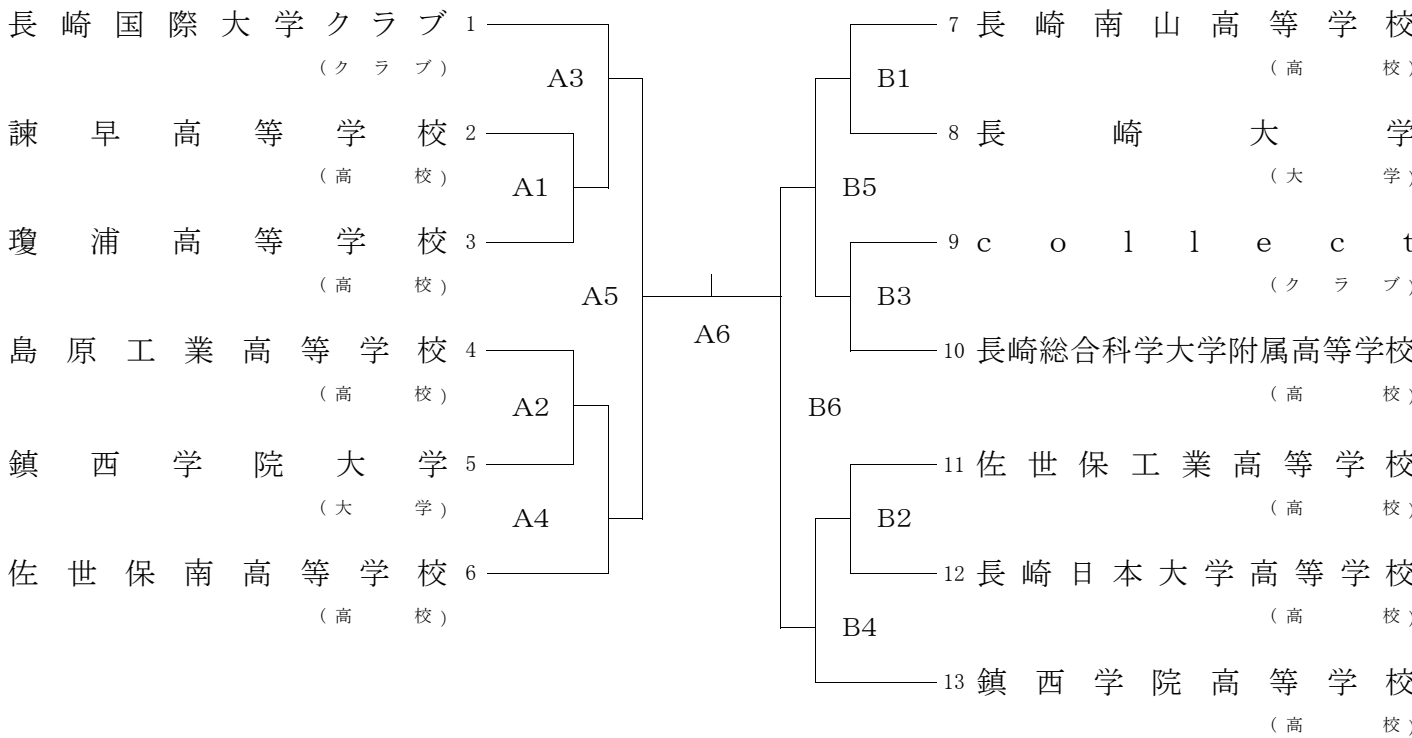 長崎国際大学クラブ 1
(クラブ)
A3
諫早高等学校 2
(高校)
A1
瓊浦高等学校 3
(高校)
A5
島原工業高等学校 4
(高校)
A2
鎮西学院大学 5
(大学)
A4
佐世保南高等学校 6
(高校)
A6
7 長崎南山高等学校
(高校)
B1
8 長崎大学
(大学)
B5
9 collect
(クラブ)
B3
10 長崎総合科学大学附属高等学校
(高校)
B6
11 佐世保工業高等学校
(高校)
B2
12 長崎日本大学高等学校
(高校)
B4
13 鎮西学院高等学校
(高校)